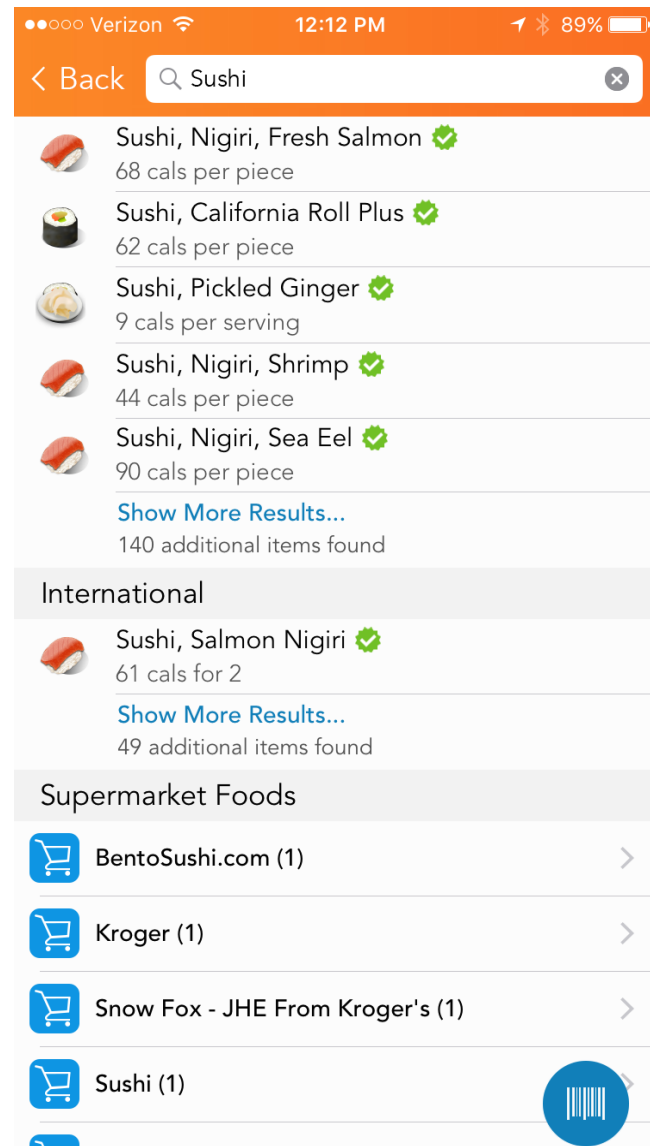 Verizon 12:12 PM 89%
Back Sushi
Sushi, Nigiri, Fresh Salmon
68 cals per piece
Sushi, California Roll Plus
62 cals per piece
Sushi, Pickled Ginger
9 cals per serving
Sushi, Nigiri, Shrimp
44 cals per piece
Sushi, Nigiri, Sea Eel
90 cals per piece
Show More Results...
140 additional items found
International
Sushi, Salmon Nigiri
61 cals for 2
Show More Results...
49 additional items found
Supermarket Foods
BentoSushi.com (1)
Kroger (1)
Snow Fox - JHE From Kroger's (1)
Sushi (1)